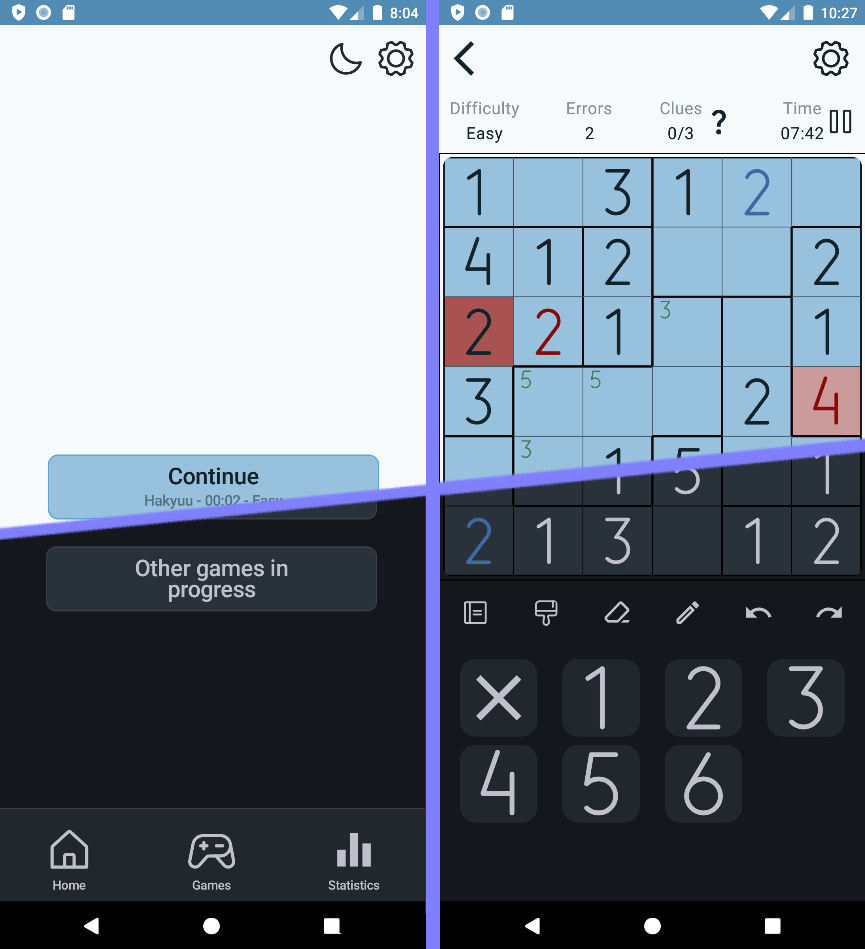 8:04
Continue
Hakyuu - 00:02 - Easy
Other games in
progress
Home Games Statistics
10:27
Difficulty Errors Clues Time
Easy 2 0/3 ? 07:42
1 3 1 2
4 1 2 2
2 2 1 3 1
3 5 5 2 4
3 1 5 1
2 1 3 1 2
1 2 3
4 5 6